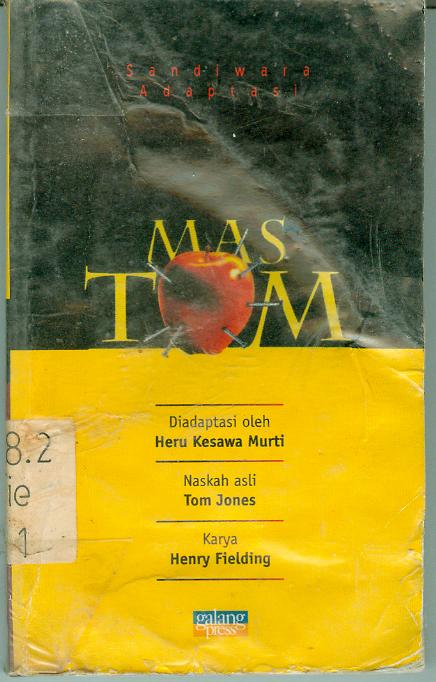 Sandiwara
Adaptasi
MAS
TOM
Diadaptasi oleh
Heru Kesawa Murti
Naskah asli
Tom Jones
Karya
Henry Fielding
galang
press
8.2
ie
1